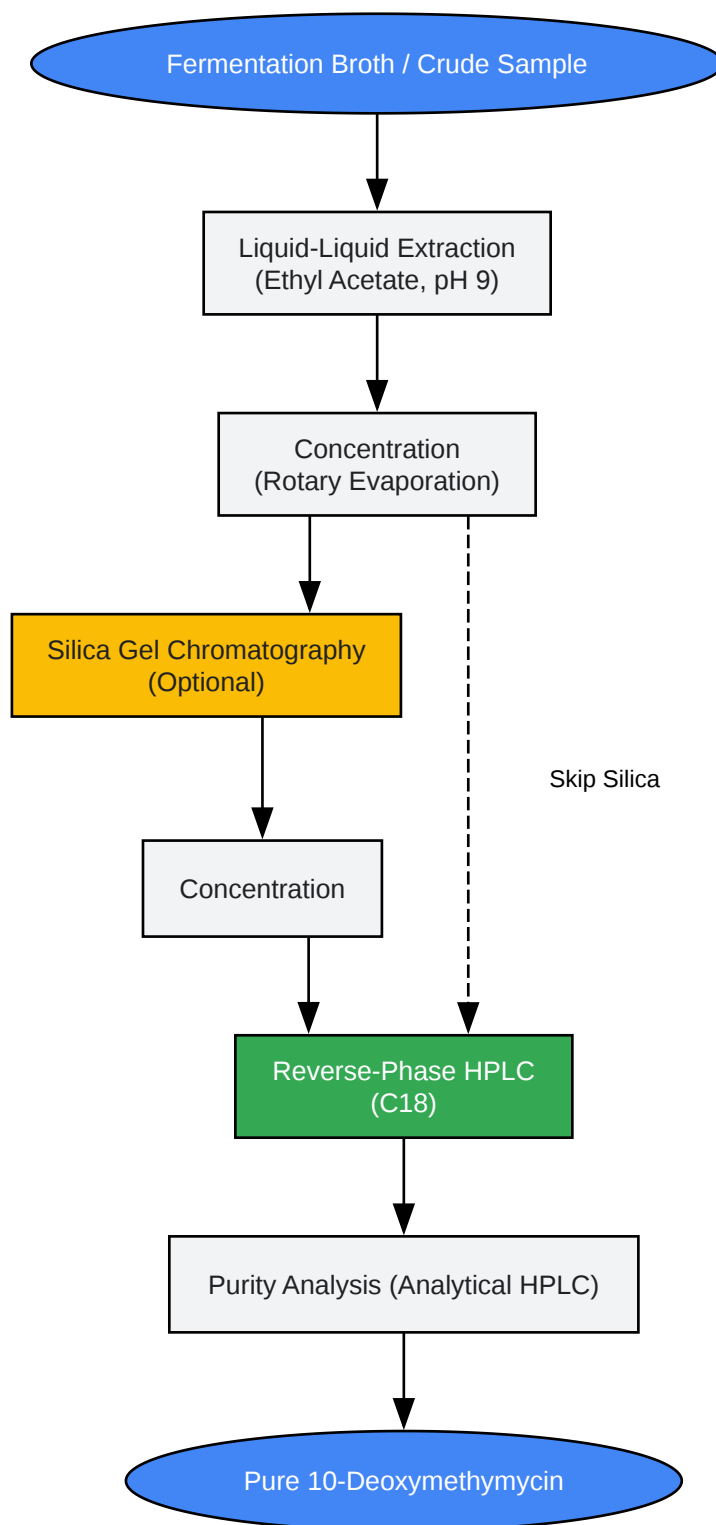 Fermentation Broth / Crude Sample
Liquid-Liquid Extraction
(Ethyl Acetate, pH 9)
Concentration
(Rotary Evaporation)
Silica Gel Chromatography
(Optional)
Skip Silica
Concentration
Reverse-Phase HPLC
(C18)
Purity Analysis (Analytical HPLC)
Pure 10-Deoxymethymycin